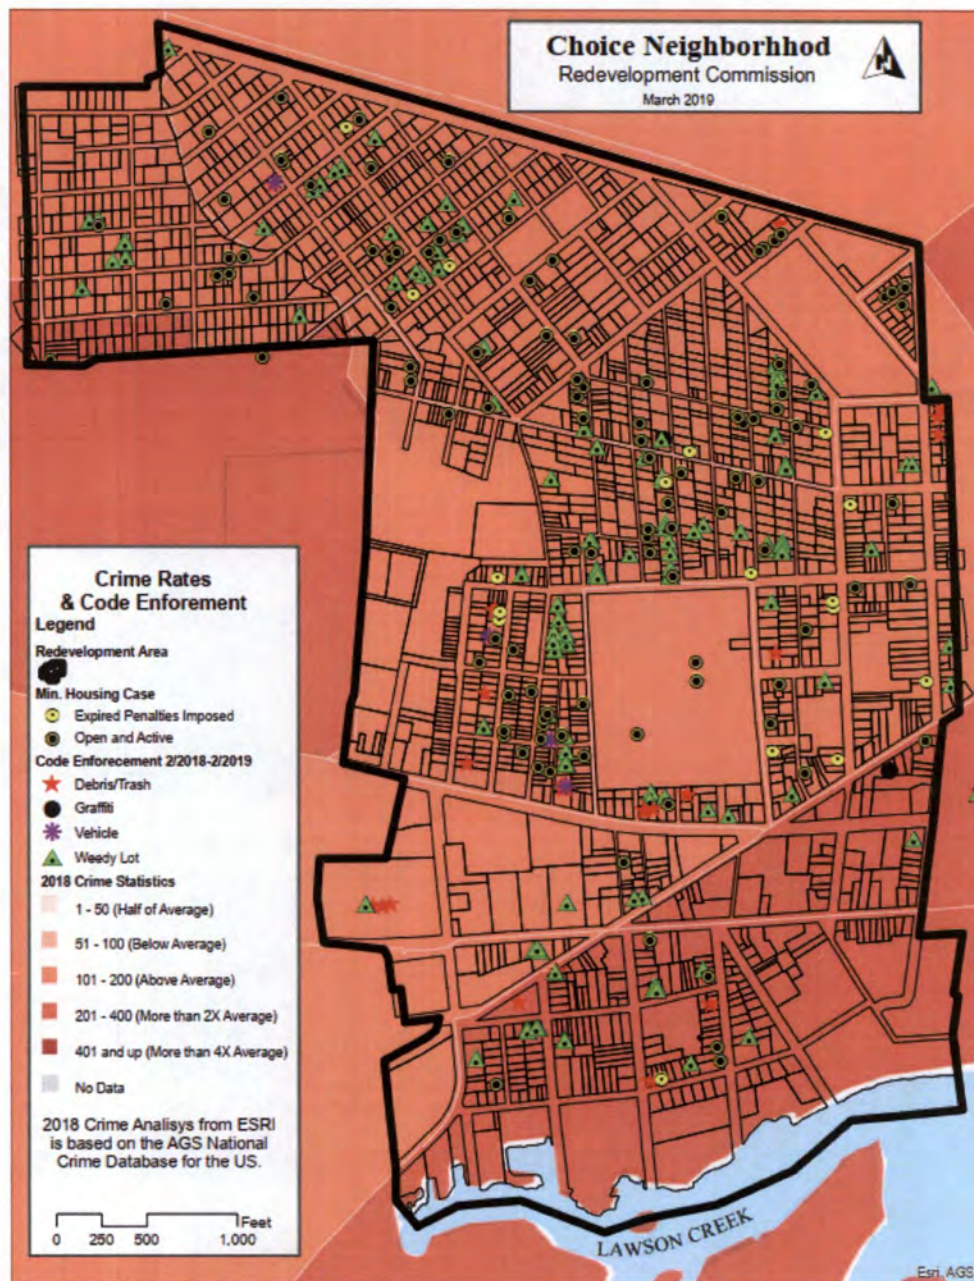 Choice Neighborhhod
Redevelopment Commission
March 2019
N
Crime Rates
& Code Enforement
Legend
Redevelopment Area
Min. Housing Case
Expired Penalties Imposed
Open and Active
Code Enforecement 2/2018-2/2019
Debris/Trash
Graffiti
Vehicle
Weedy Lot
2018 Crime Statistics
1 - 50 (Half of Average)
51 - 100 (Below Average)
101 - 200 (Above Average)
201 - 400 (More than 2X Average)
401 and up (More than 4X Average)
No Data
2018 Crime Analisys from ESRI
is based on the AGS National
Crime Database for the US.
Feet
0 250 500 1,000
LAWSON CREEK
Esri, AGS